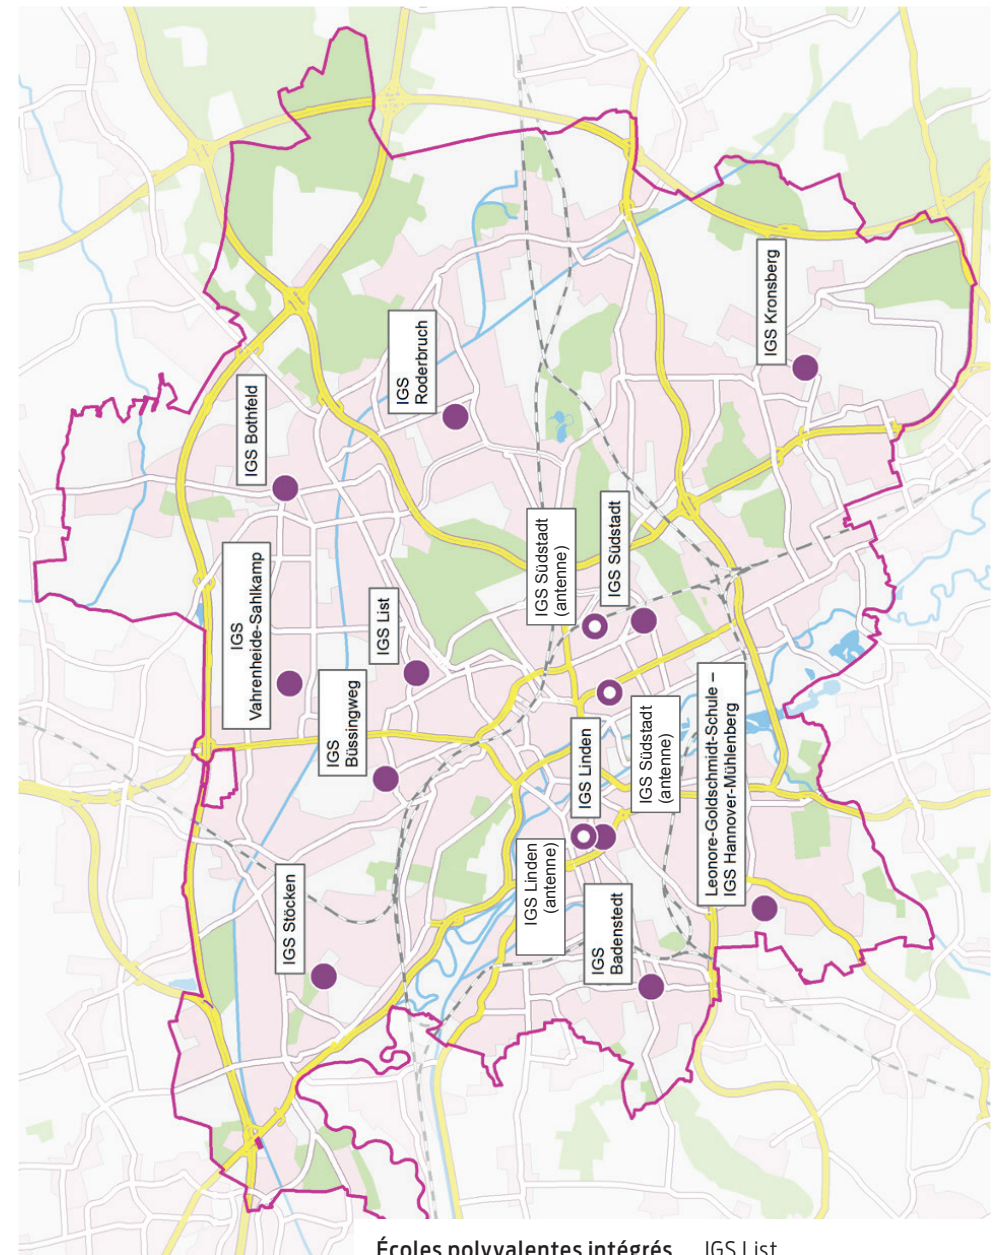 IGS Kronsberg
IGS
Roderbruch
IGS Bothfeld
IGS Südstadt
(antenne)
IGS Südstadt
IGS
Vahrenheide-Sahlkamp
IGS List
IGS
Büssingweg
IGS Linden
IGS Südstadt
(antenne)
Leonore-Goldschmidt-Schule –
IGS Hannover-Mühlenberg
IGS Linden
(antenne)
IGS Stöcken
IGS
Badenstedt
Écoles polyvalentes intégrés
IGS List